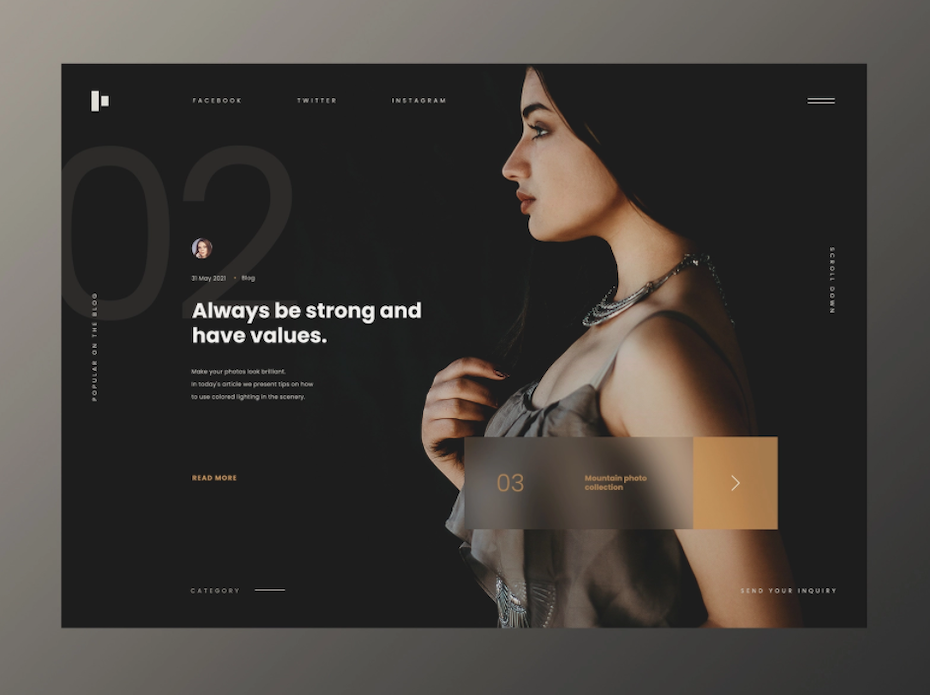 FACEBOOK
TWITTER
INSTAGRAM
02
31 May 2021 • Blog
Always be strong and
have values.
Make your photos look brilliant.
In today's article we present tips on how
to use colored lighting in the scenery.
READ MORE
POPULAR ON THE BLOG
SCROLL DOWN
03
Mountain photo
collection
CATEGORY
SEND YOUR INQUIRY